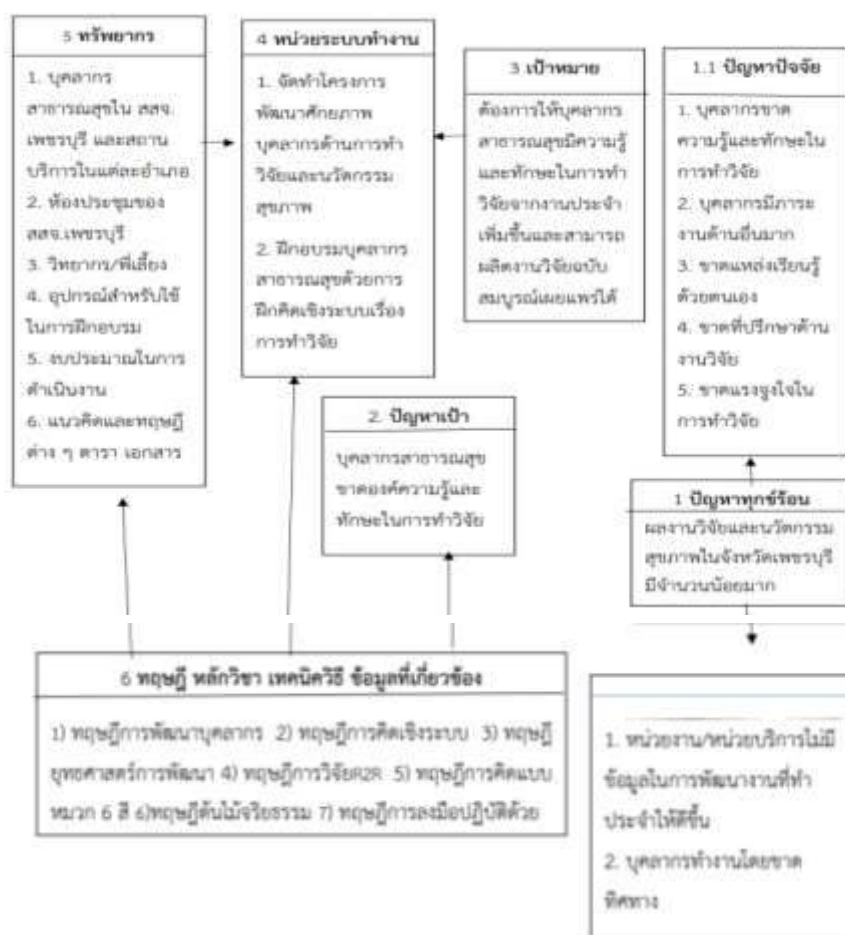 5 ทรัพยากร
1. บุคลากร
สาธารณสุขใน สสจ.
เพชรบุรี และสถาน
บริการในแต่ละอำเภอ
2. ห้องประชุมของ
สสจ.เพชรบุรี
3. วิทยากร/พี่เลี้ยง
4. อุปกรณ์สำหรับใช้
ในการฝึกอบรม
5. งบประมาณในการ
ดำเนินงาน
6. แนวคิดและทฤษฎี
ต่าง ๆ ตำรา เอกสาร
4 หน่วยระบบทำงาน
1. จัดทำโครงการ
พัฒนาศักยภาพ
บุคลากรด้านการทำ
วิจัยและนวัตกรรม
สุขภาพ
2. ฝึกอบรมบุคลากร
สาธารณสุขด้วยการ
ฝึกคิดเชิงระบบเรื่อง
การทำวิจัย
3 เป้าหมาย
ต้องการให้บุคลากร
สาธารณสุขมีความรู้
และทักษะในการทำ
วิจัยจากงานประจำ
เพิ่มขึ้นและสามารถ
ผลิตงานวิจัยฉบับ
สมบูรณ์เผยแพร่ได้
1.1 ปัญหาปัจจัย
1. บุคลากรขาด
ความรู้และทักษะใน
การทำวิจัย
2. บุคลากรมีภาระ
งานด้านอื่นมาก
3. ขาดแหล่งเรียนรู้
ด้วยตนเอง
4. ขาดที่ปรึกษาด้าน
งานวิจัย
5. ขาดแรงจูงใจใน
การทำวิจัย
2. ปัญหาเป้า
บุคลากรสาธารณสุข
ขาดองค์ความรู้และ
ทักษะในการทำวิจัย
1 ปัญหาทุกข์ร้อน
ผลงานวิจัยและนวัตกรรม
สุขภาพในจังหวัดเพชรบุรี
มีจำนวนน้อยมาก
6 ทฤษฎี หลักวิชา เทคนิควิธี ข้อมูลที่เกี่ยวข้อง
1) ทฤษฎีการพัฒนาบุคลากร 2) ทฤษฎีการคิดเชิงระบบ 3) ทฤษฎี
ยุทธศาสตร์การพัฒนา 4) ทฤษฎีการวิจัยR2R 5) ทฤษฎีการคิดแบบ
หมวก 6 สี 6)ทฤษฎีต้นไม้จริยธรรม 7) ทฤษฎีการลงมือปฏิบัติด้วย
1. หน่วยงาน/หน่วยบริการไม่มี
ข้อมูลในการพัฒนางานที่ทำ
ประจำให้ดีขึ้น
2. บุคลากรทำงานโดยขาด
ทิศทาง